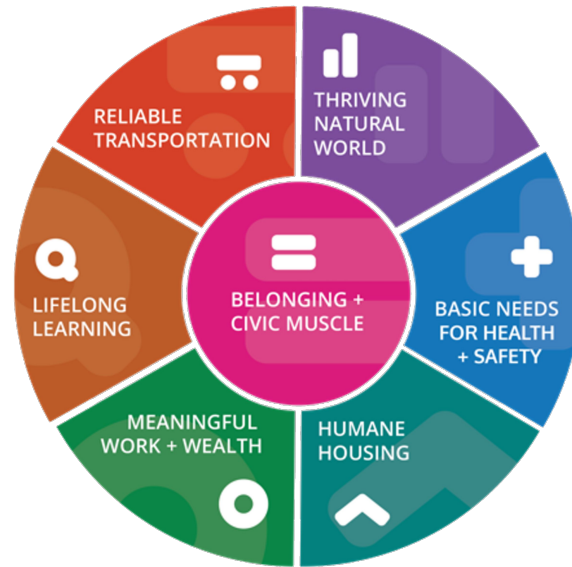 RELIABLE
TRANSPORTATION
THRIVING
NATURAL
WORLD
LIFELONG
LEARNING
BELONGING +
CIVIC MUSCLE
BASIC NEEDS
FOR HEALTH
+ SAFETY
MEANINGFUL
WORK + WEALTH
HUMANE
HOUSING